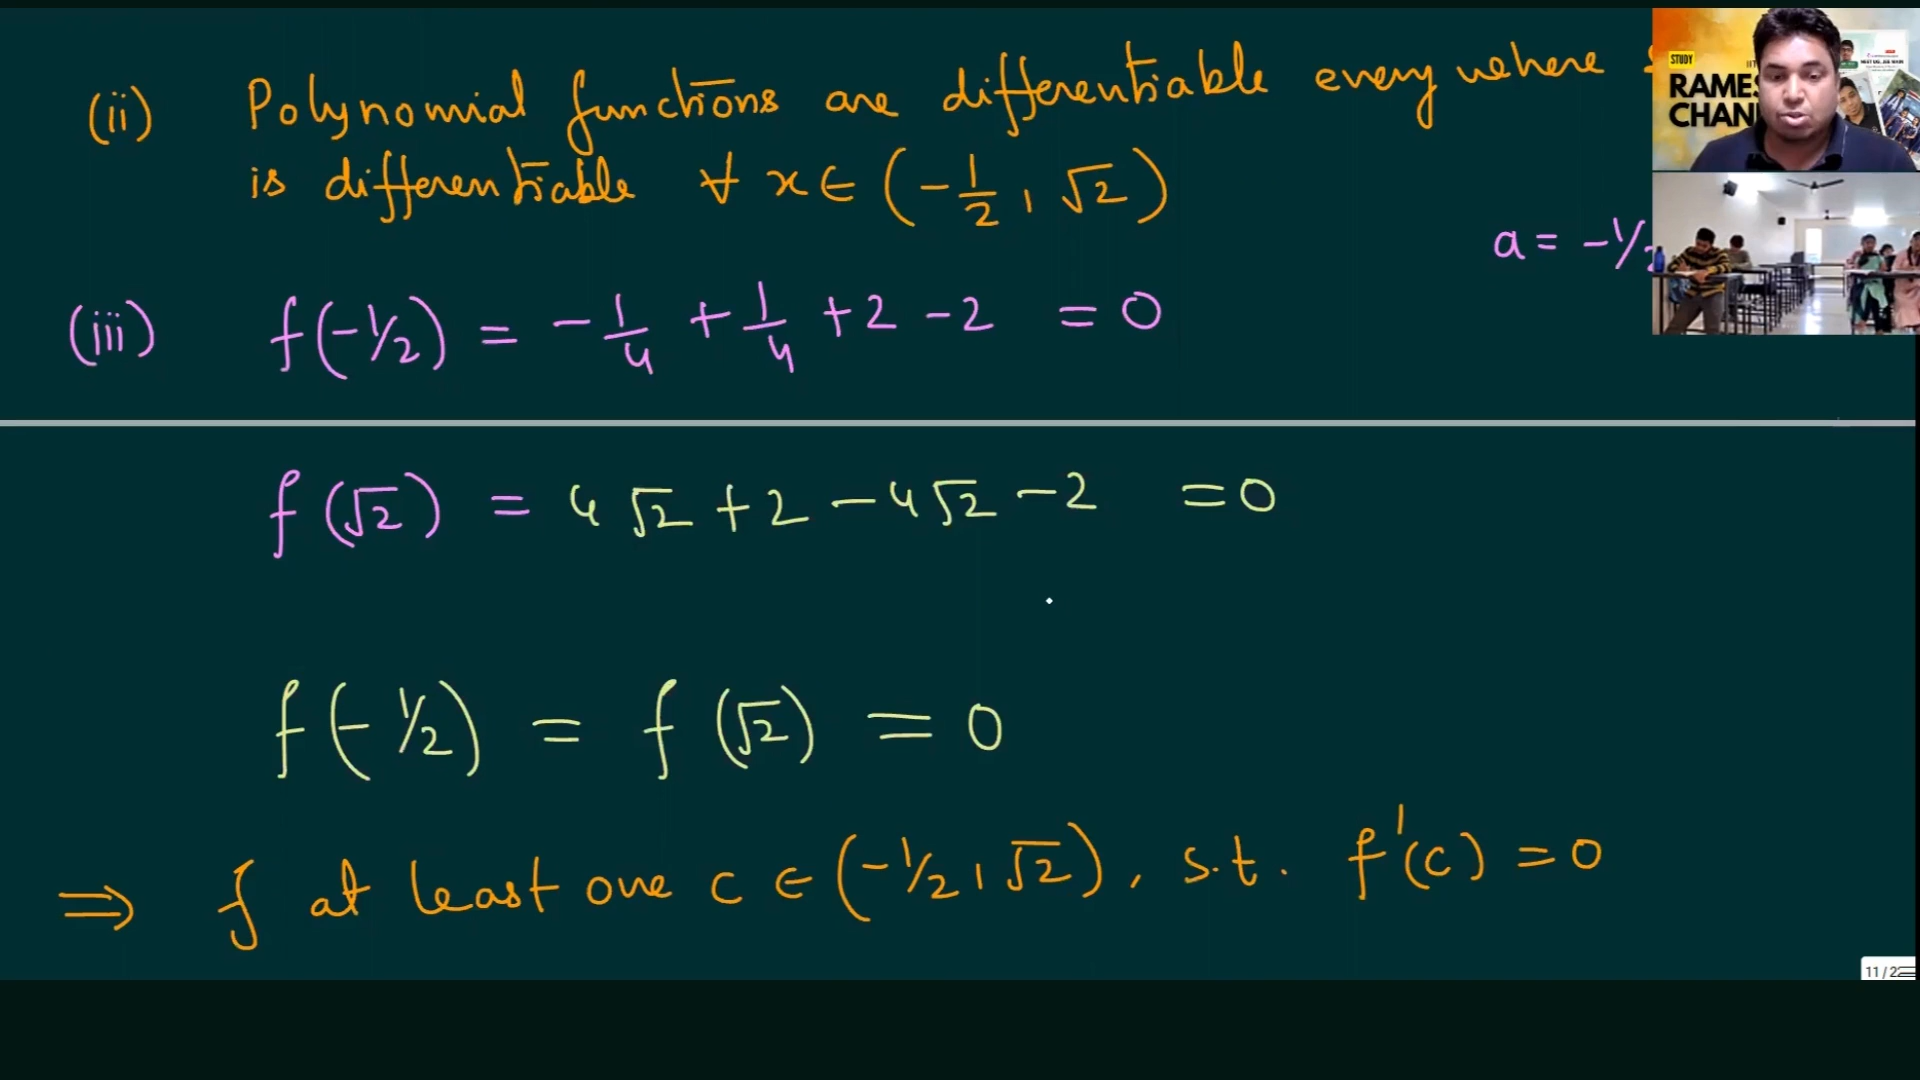 (ii) Polynomial functions are differentiable every where
is differentiable ∀ x ∈ (-1/2, √2)
a = -1/2
(iii) f(-1/2) = -1/4 + 1/4 + 2 - 2 = 0
f(√2) = 4√2 + 2 - 4√2 - 2 = 0
f(-1/2) = f(√2) = 0
⇒ ∃ at least one c ∈ (-1/2, √2), s.t. f'(c) = 0
STUDY
RAMES
CHAN
11 / 22